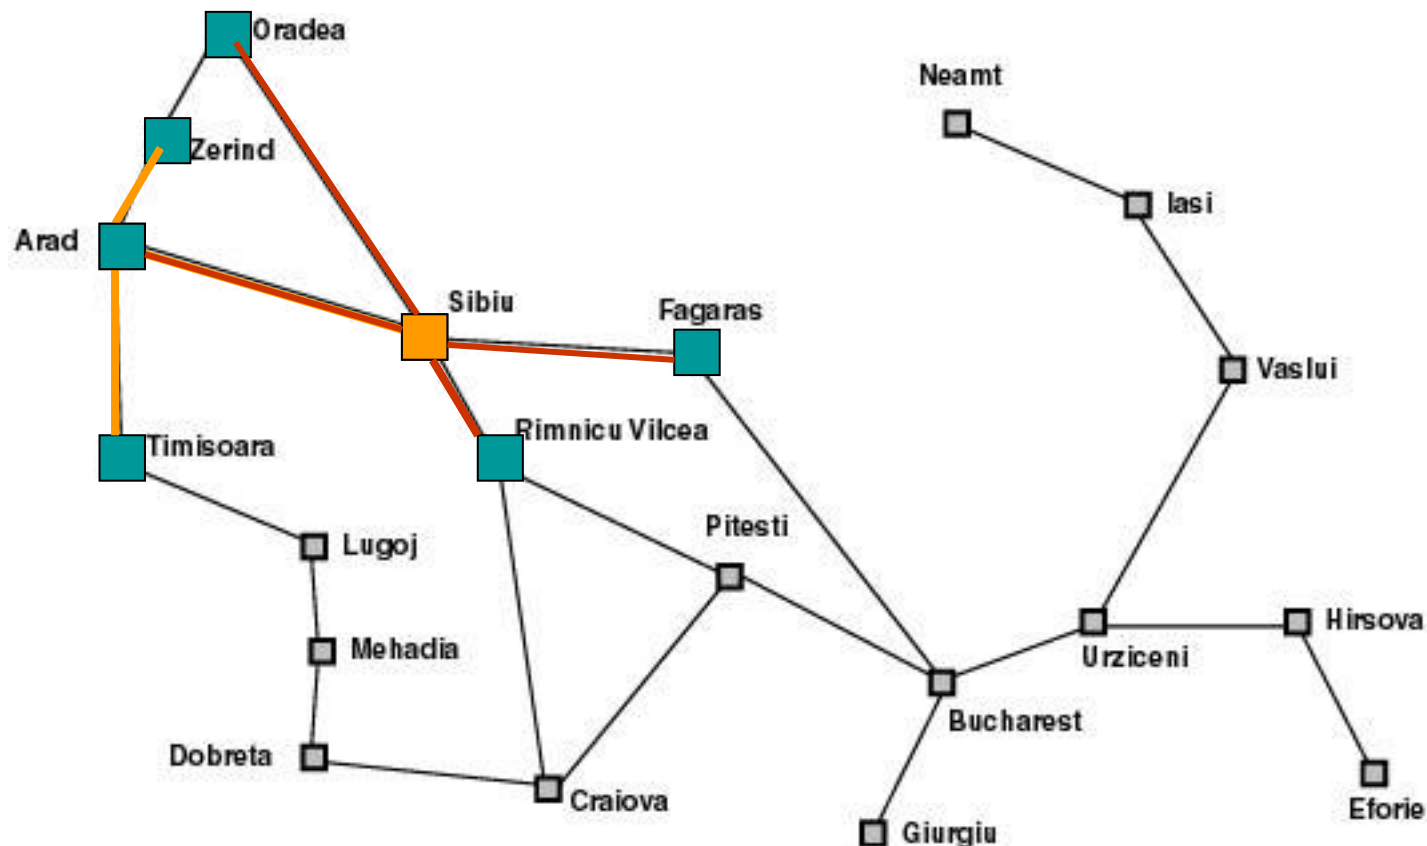 Oradea
Neamt
Zerind
Iasi
Arad
Sibiu
Fagaras
Vaslui
Rimnicu Vilcea
Timisoara
Pitesti
Lugoj
Hirsova
Mehadia
Urziceni
Bucharest
Dobreta
Craiova
Eforie
Giurgiu